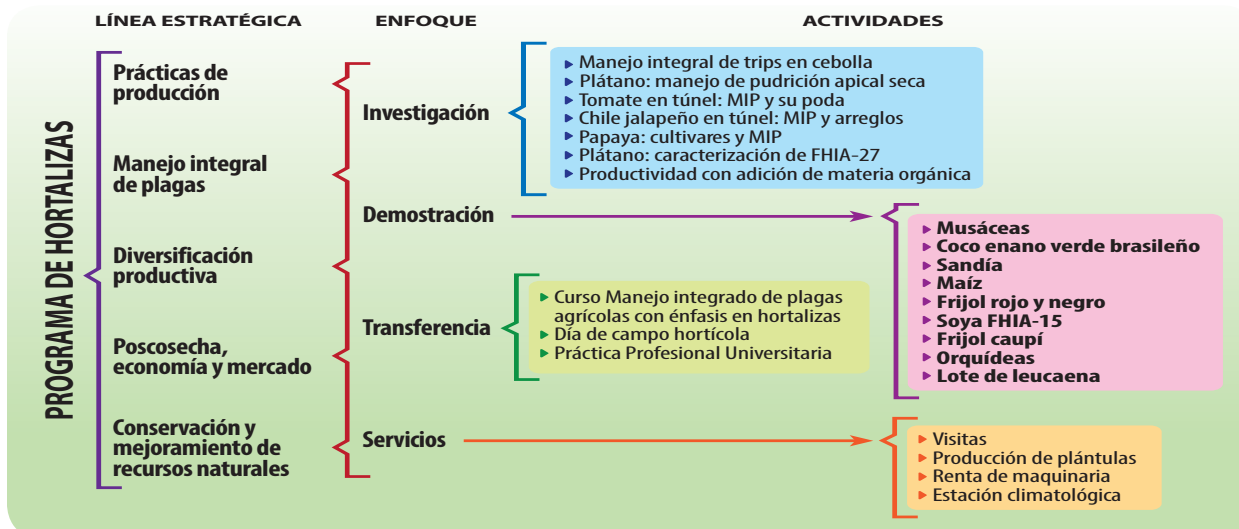 LÍNEA ESTRATÉGICA
ENFOQUE
ACTIVIDADES
PROGRAMA DE HORTALIZAS
Prácticas de
producción
Manejo integral
de plagas
Diversificación
productiva
Poscosecha,
economía y mercado
Conservación y
mejoramiento de
recursos naturales
Investigación
Demostración
Transferencia
Servicios
Manejo integral de trips en cebolla
Plátano: manejo de pudrición apical seca
Tomate en túnel: MIP y su poda
Chile jalapeño en túnel: MIP y arreglos
Papaya: cultivares y MIP
Plátano: caracterización de FHIA-27
Productividad con adición de materia orgánica
Musáceas
Coco enano verde brasileño
Sandía
Maíz
Frijol rojo y negro
Soya FHIA-15
Frijol caupí
Orquídeas
Lote de leucaena
Curso Manejo integrado de plagas
agrícolas con énfasis en hortalizas
Día de campo hortícola
Práctica Profesional Universitaria
Visitas
Producción de plántulas
Renta de maquinaria
Estación climatológica